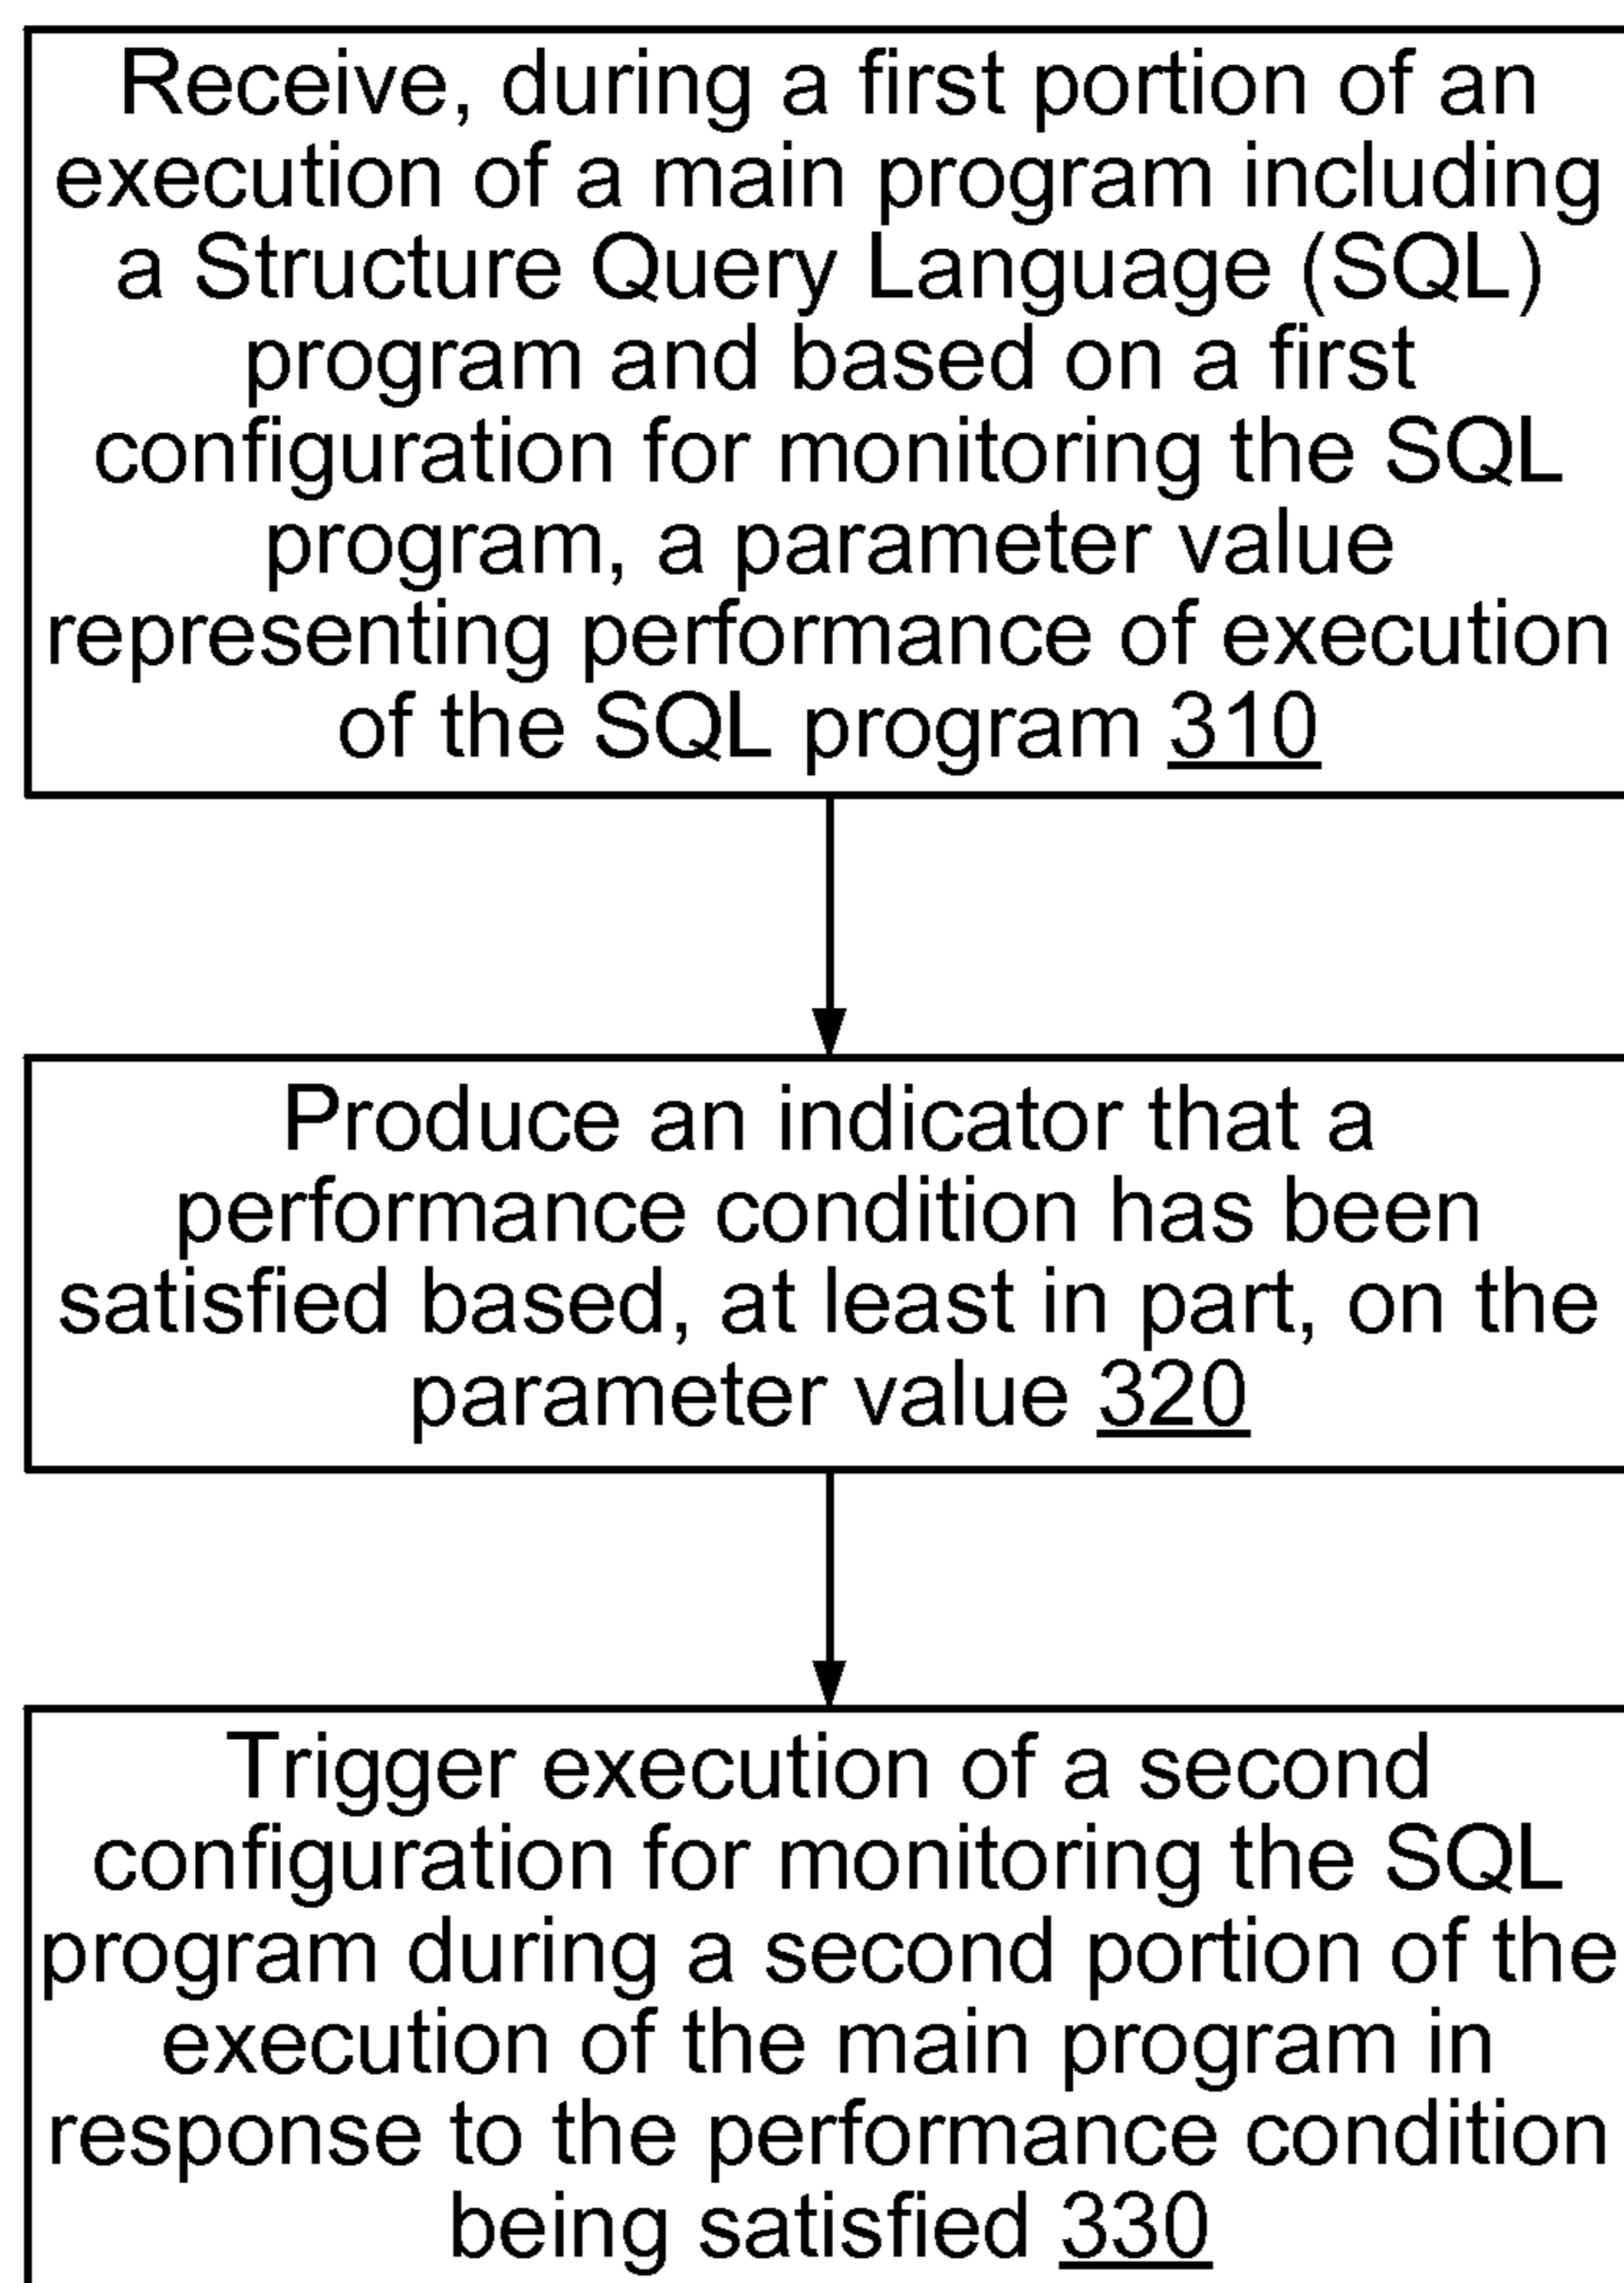 Receive, during a first portion of an
execution of a main program including
a Structure Query Language (SQL)
program and based on a first
configuration for monitoring the SQL
program, a parameter value
representing performance of execution
of the SQL program 310
Produce an indicator that a
performance condition has been
satisfied based, at least in part, on the
parameter value 320
Trigger execution of a second
configuration for monitoring the SQL
program during a second portion of the
execution of the main program in
response to the performance condition
being satisfied 330